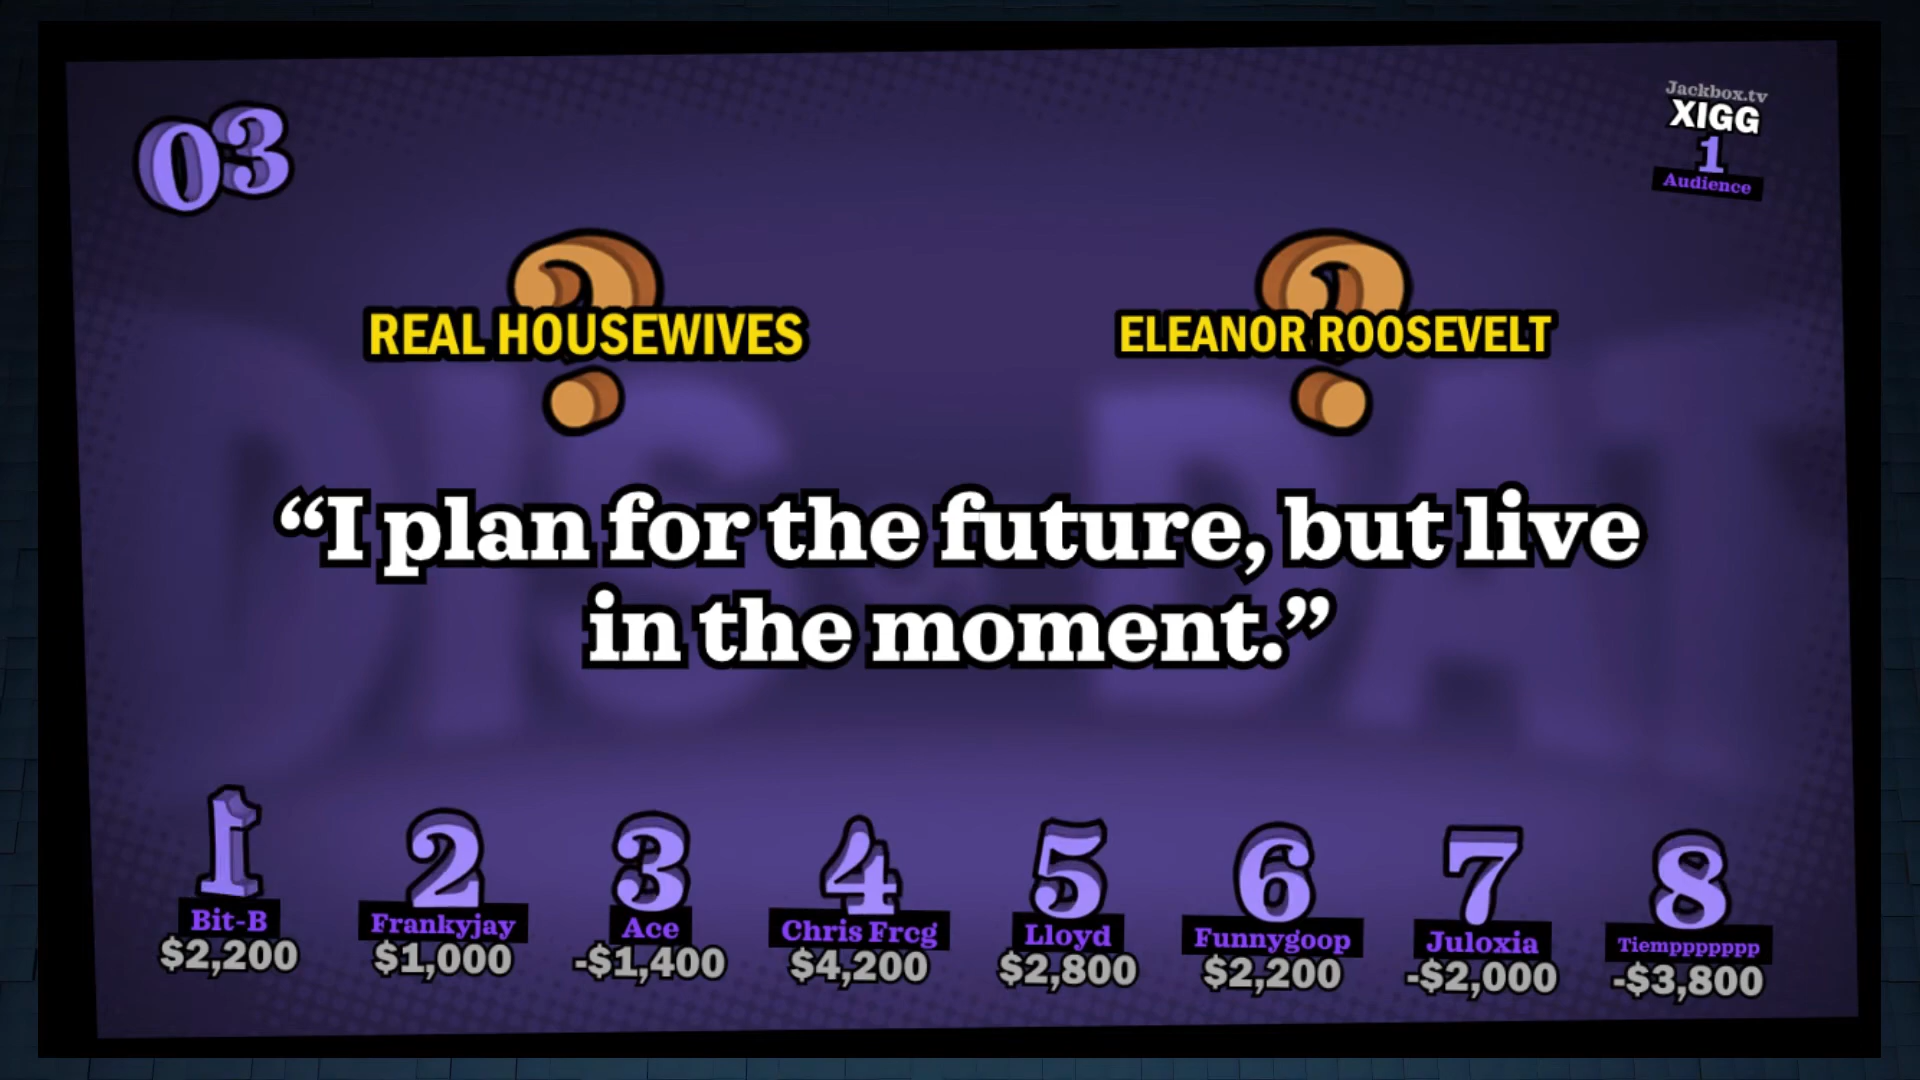 03
Jackbox.tv
XIGG
1
Audience
REAL HOUSEWIVES
ELEANOR ROOSEVELT
“I plan for the future, but live
in the moment.”
1 2 3 4 5 6 7 8
Bit-B Frankyjay Ace Chris Frcg Lloyd Funnygoop Juloxia Tiemppppppp
$2,200 $1,000 -$1,400 $4,200 $2,800 $2,200 -$2,000 -$3,800